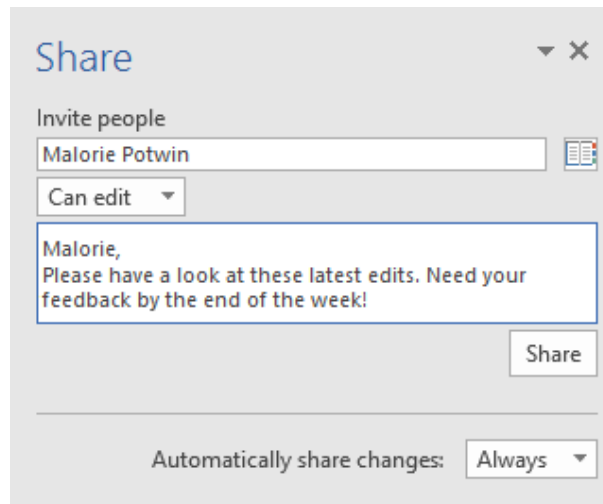 Share
Invite people
Malorie Potwin
Can edit
Malorie,
Please have a look at these latest edits. Need your
feedback by the end of the week!
Share
Automatically share changes: Always